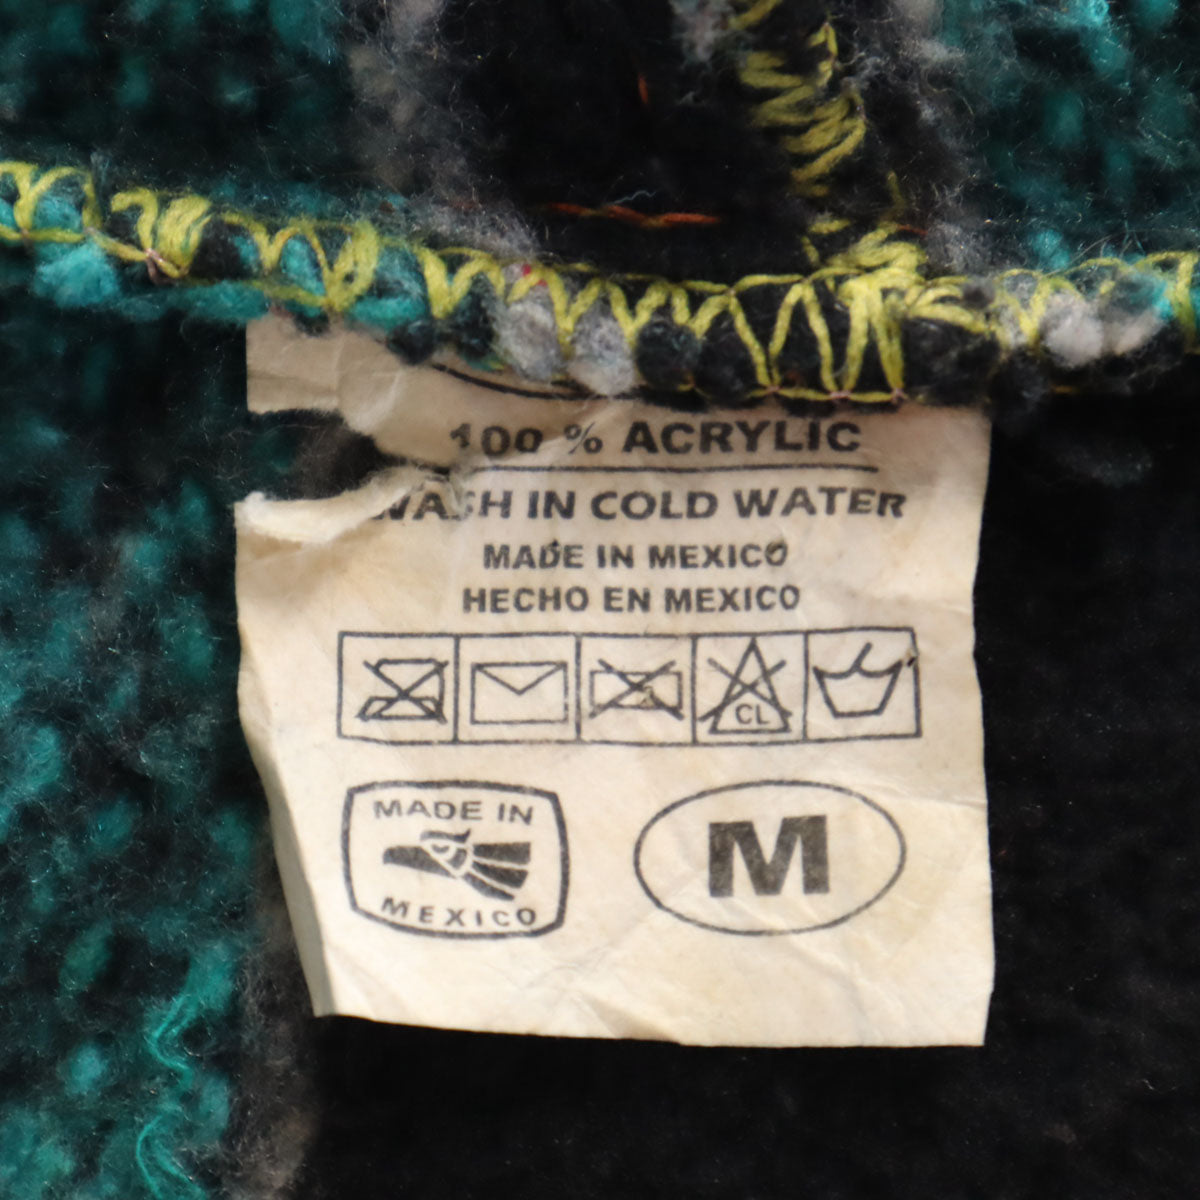 100 % ACRYLIC
WASH IN COLD WATER
MADE IN MEXICO
HECHO EN MEXICO
CL
MADE IN
MEXICO
M